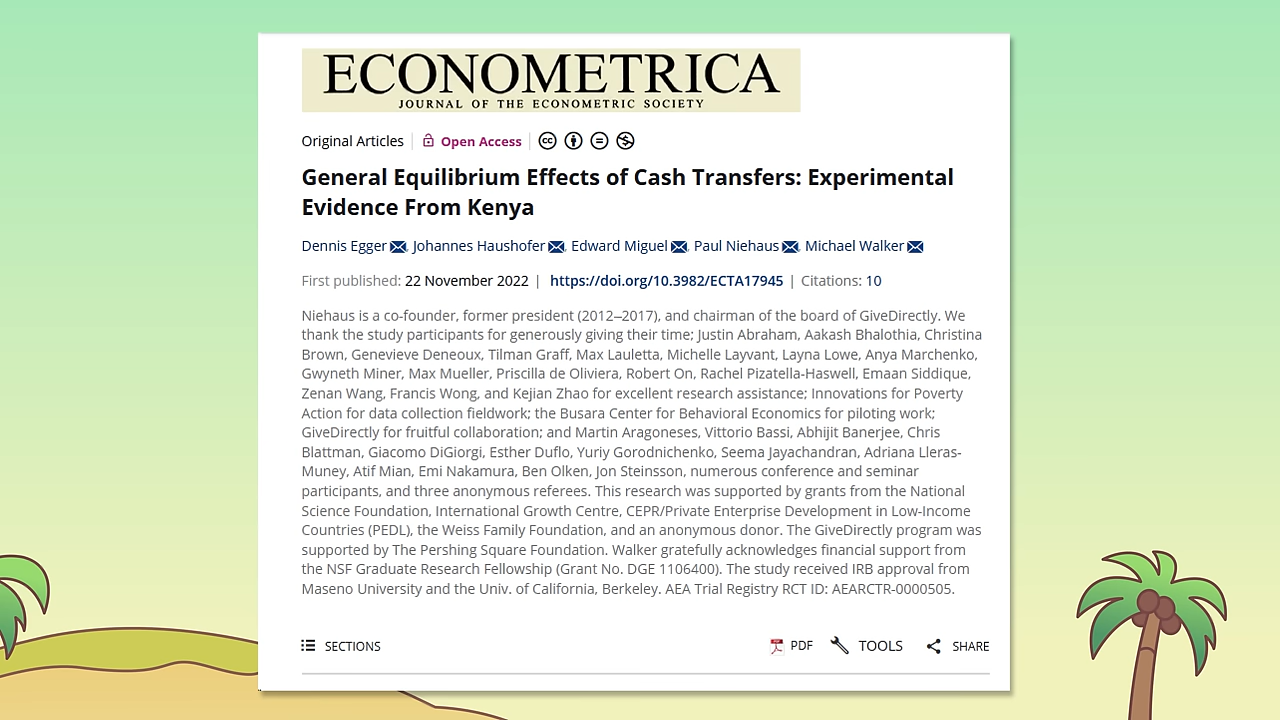 ECONOMETRICA
JOURNAL OF THE ECONOMETRIC SOCIETY
Original Articles | Open Access |
General Equilibrium Effects of Cash Transfers: Experimental
Evidence From Kenya
Dennis Egger, Johannes Haushofer, Edward Miguel, Paul Niehaus, Michael Walker
First published: 22 November 2022 | https://doi.org/10.3982/ECTA17945 | Citations: 10
Niehaus is a co-founder, former president (2012–2017), and chairman of the board of GiveDirectly. We
thank the study participants for generously giving their time; Justin Abraham, Aakash Bhalothia, Christina
Brown, Genevieve Deneoux, Tilman Graff, Max Lauletta, Michelle Layvant, Layna Lowe, Anya Marchenko,
Gwyneth Miner, Max Mueller, Priscilla de Oliviera, Robert On, Rachel Pizatella-Haswell, Emaan Siddique,
Zenan Wang, Francis Wong, and Kejian Zhao for excellent research assistance; Innovations for Poverty
Action for data collection fieldwork; the Busara Center for Behavioral Economics for piloting work;
GiveDirectly for fruitful collaboration; and Martin Aragoneses, Vittorio Bassi, Abhijit Banerjee, Chris
Blattman, Giacomo DiGiorgi, Esther Duflo, Yuriy Gorodnichenko, Seema Jayachandran, Adriana Lleras-
Muney, Atif Mian, Emi Nakamura, Ben Olken, Jon Steinsson, numerous conference and seminar
participants, and three anonymous referees. This research was supported by grants from the National
Science Foundation, International Growth Centre, CEPR/Private Enterprise Development in Low-Income
Countries (PEDL), the Weiss Family Foundation, and an anonymous donor. The GiveDirectly program was
supported by The Pershing Square Foundation. Walker gratefully acknowledges financial support from
the NSF Graduate Research Fellowship (Grant No. DGE 1106400). The study received IRB approval from
Maseno University and the Univ. of California, Berkeley. AEA Trial Registry RCT ID: AEARCTR-0000505.
SECTIONS PDF TOOLS SHARE